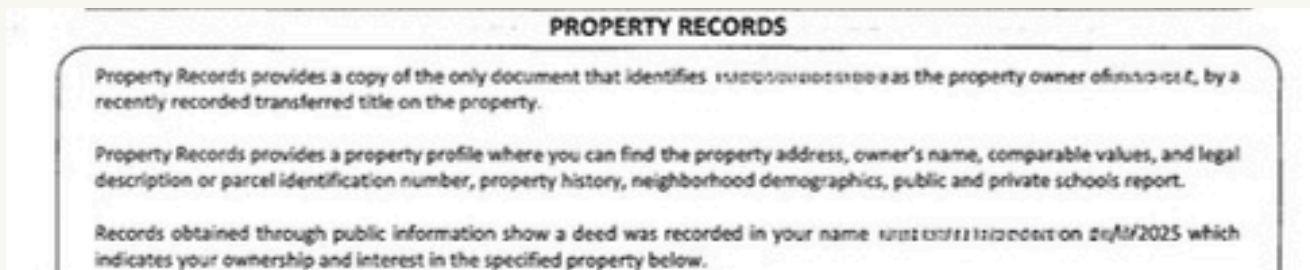 PROPERTY RECORDS
Property Records provides a copy of the only document that identifies as the property owner of, by a
recently recorded transferred title on the property.
Property Records provides a property profile where you can find the property address, owner's name, comparable values, and legal
description or parcel identification number, property history, neighborhood demographics, public and private schools report.
Records obtained through public information show a deed was recorded in your name on /2025 which
indicates your ownership and interest in the specified property below.